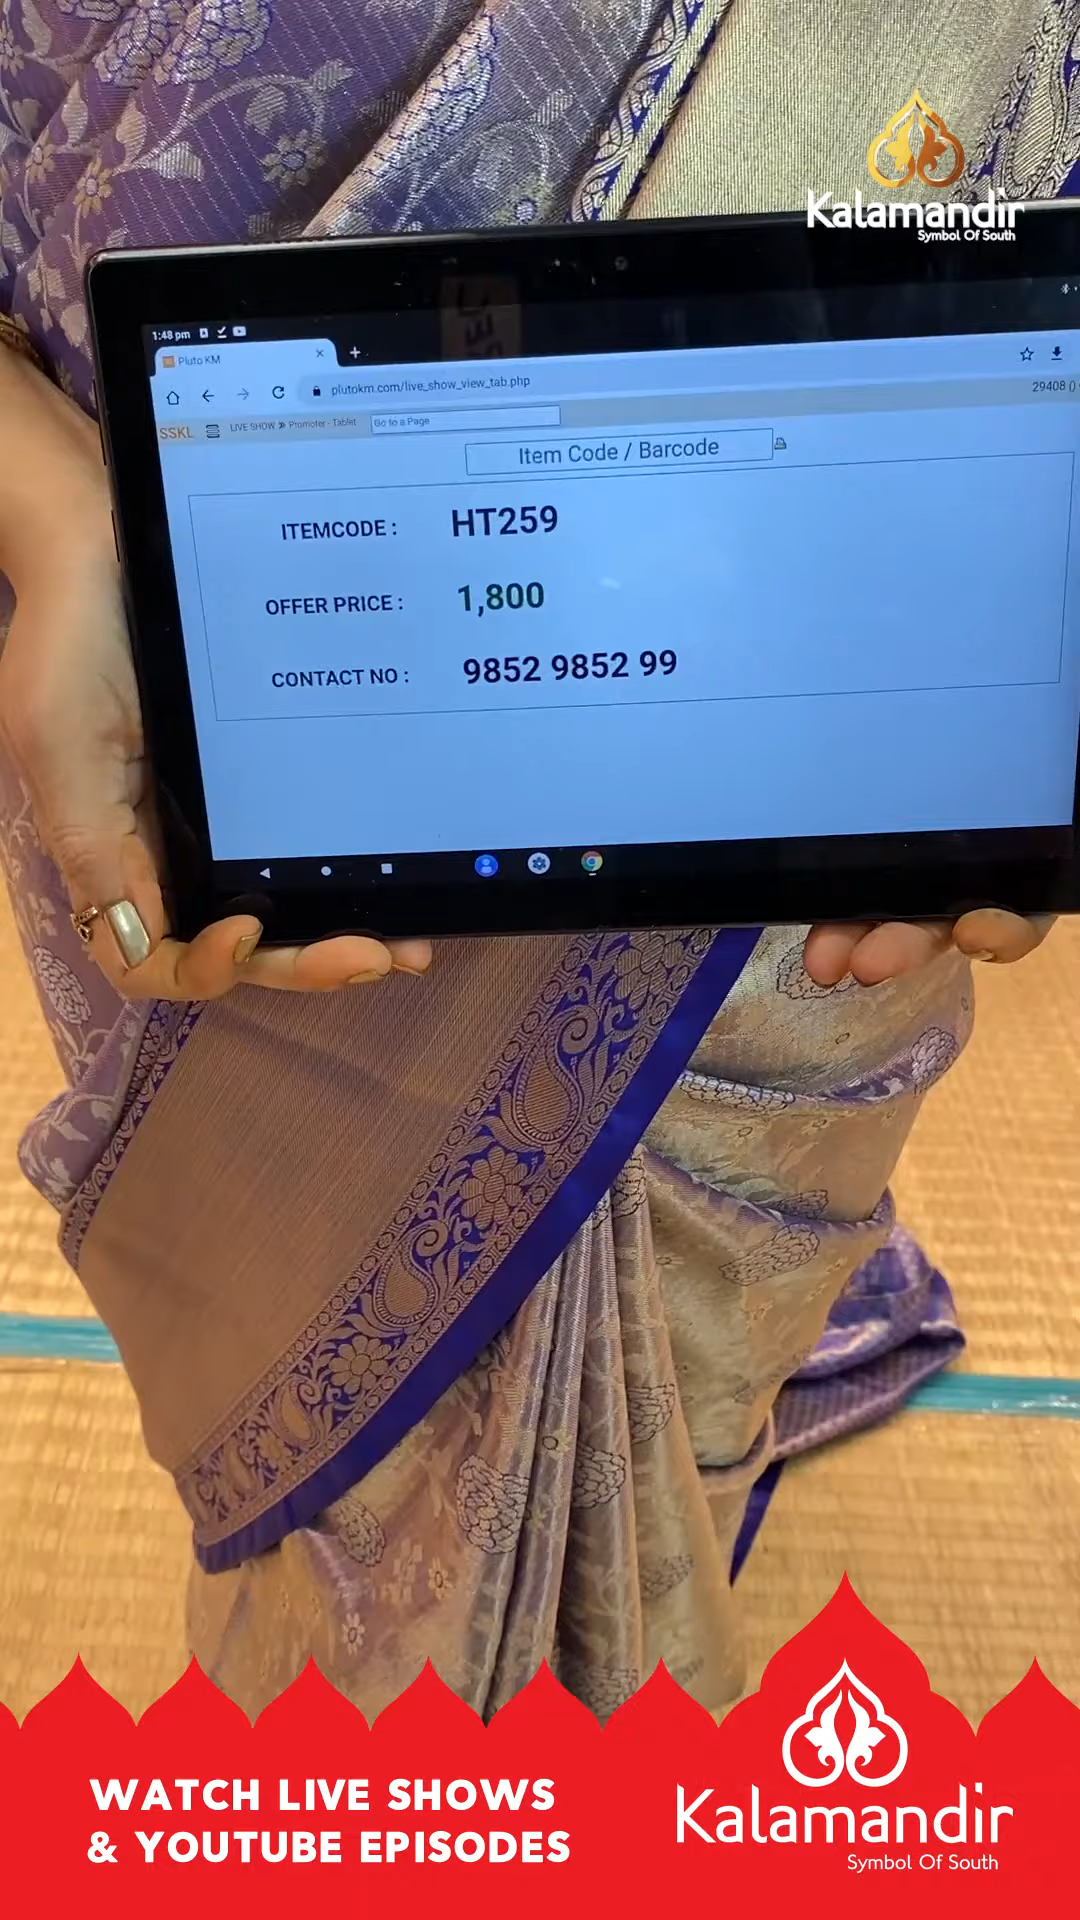 Kalamandir
Symbol Of South
1:48 pm
Pluto KM
plutokm.com/live_show_view_tab.php
29408 ()
SSKL
LIVE SHOW >> Promoter - Tablet
Go to a Page
Item Code / Barcode
ITEMCODE : HT259
OFFER PRICE : 1,800
CONTACT NO : 9852 9852 99
WATCH LIVE SHOWS
& YOUTUBE EPISODES
Kalamandir
Symbol Of South